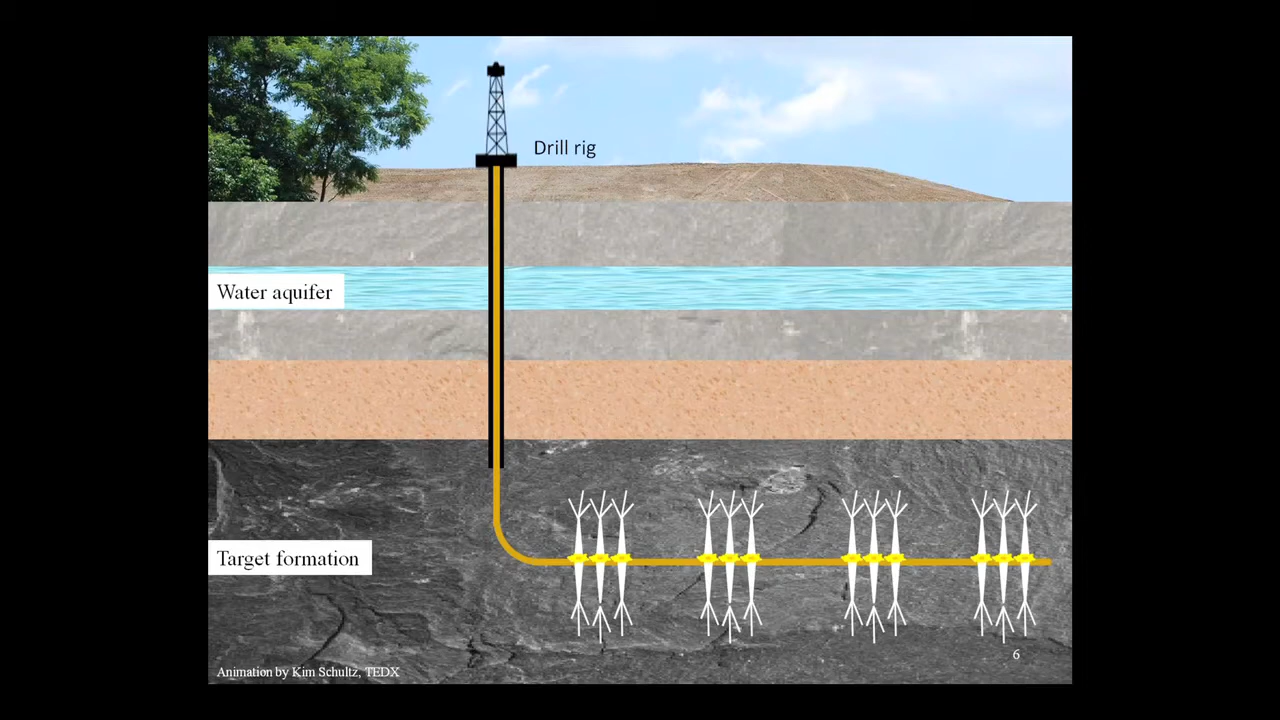 Drill rig
Water aquifer
Target formation
6
Animation by Kim Schultz, TEDX